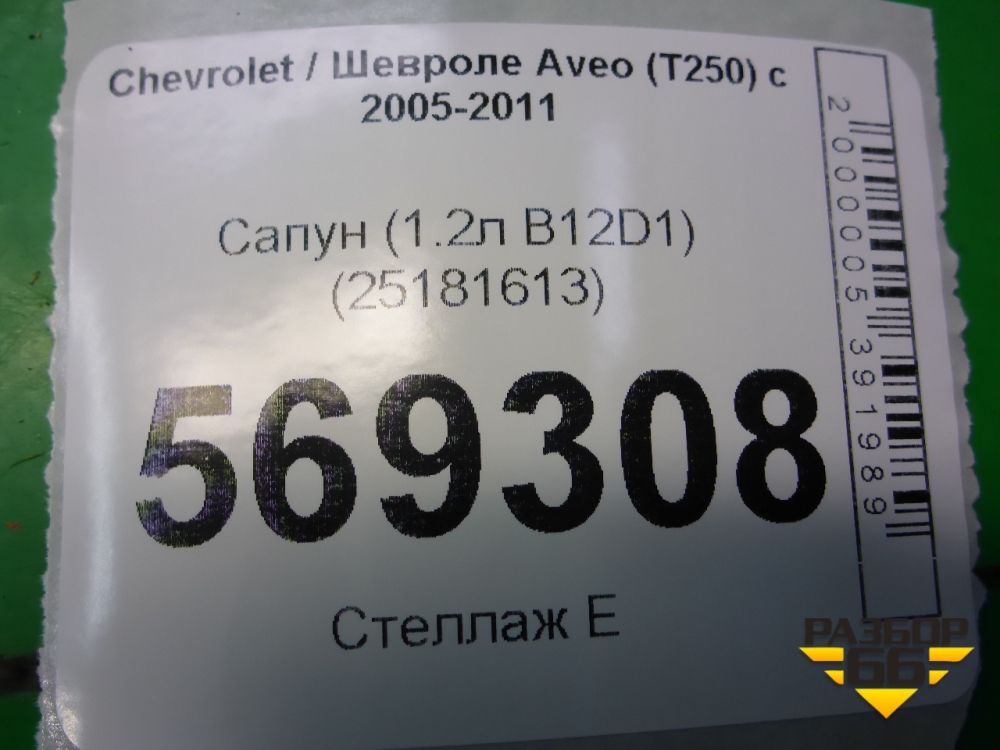 Chevrolet / Шевроле Aveo (T250) с
2005-2011
Сапун (1.2л B12D1)
(25181613)
569308
Стеллаж Е
2000005391989
РАЗБОР
66